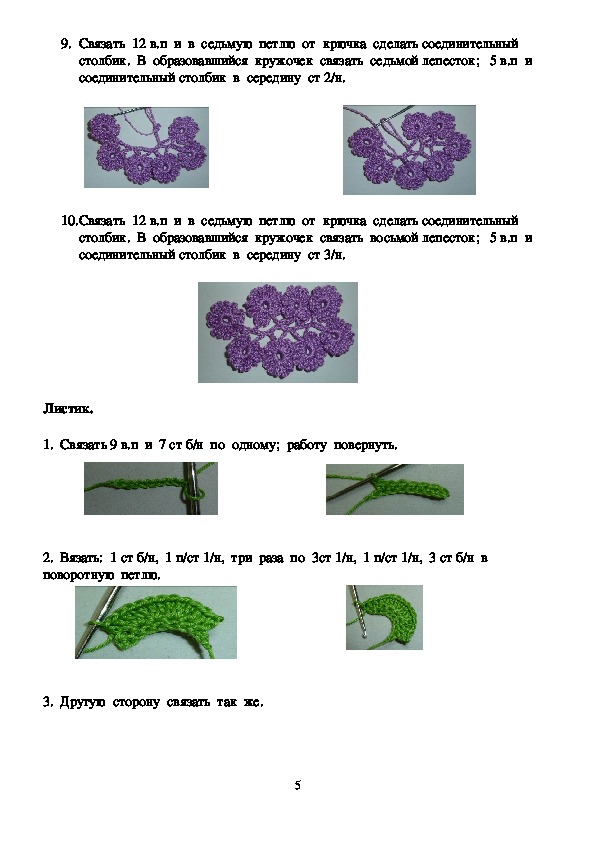 9. Связать 12 в.п и в седьмую петлю от крючка сделать соединительный
столбик. В образовавшийся кружочек связать седьмой лепесток; 5 в.п и
соединительный столбик в середину ст 2/н.
10.Связать 12 в.п и в седьмую петлю от крючка сделать соединительный
столбик. В образовавшийся кружочек связать восьмой лепесток; 5 в.п и
соединительный столбик в середину ст 3/н.
Листик.
1. Связать 9 в.п и 7 ст б/н по одному; работу повернуть.
2. Вязать: 1 ст б/н, 1 п/ст 1/н, три раза по 3ст 1/н, 1 п/ст 1/н, 3 ст б/н в
поворотную петлю.
3. Другую сторону связать так же.
5